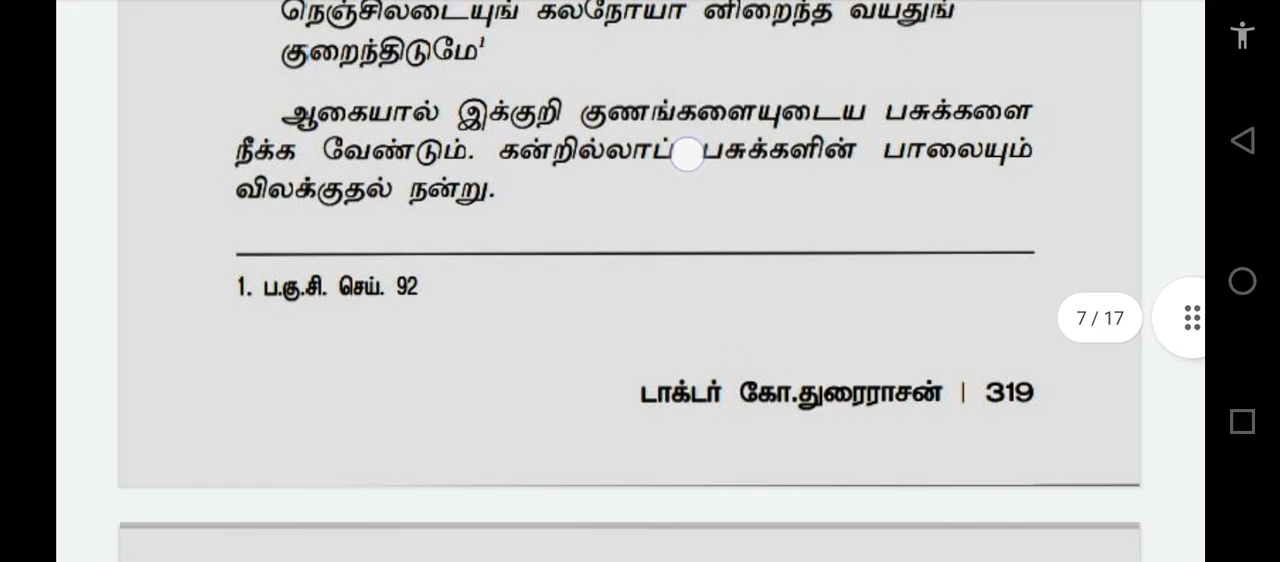 நெஞ்சிலடையுங் கலநோயா னிறைந்த வயதுங்
குறைந்திடுமே¹
ஆகையால் இக்குறி குணங்களையுடைய பசுக்களை
நீக்க வேண்டும். கன்றில்லாப் பசுக்களின் பாலையும்
விலக்குதல் நன்று.
1. ப.கு.சி. செய். 92
7 / 17
டாக்டர் கோ.துரைராசன் | 319